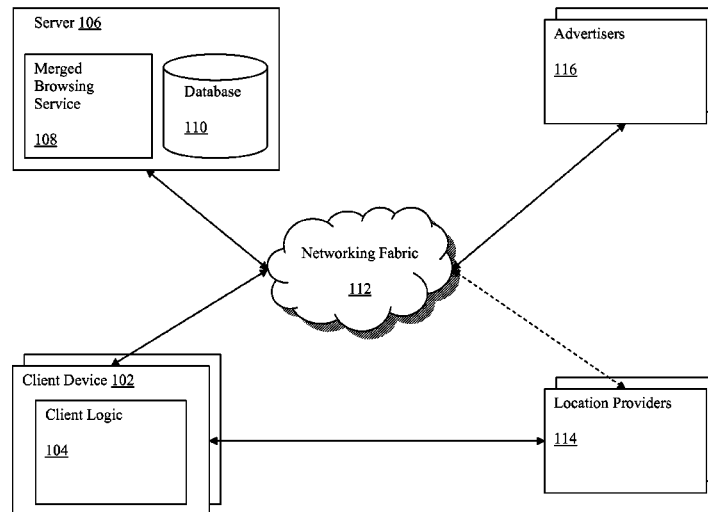 Server 106
Merged
Browsing
Service
108
Database
110
Advertisers
116
Networking Fabric
112
Client Device 102
Client Logic
104
Location Providers
114